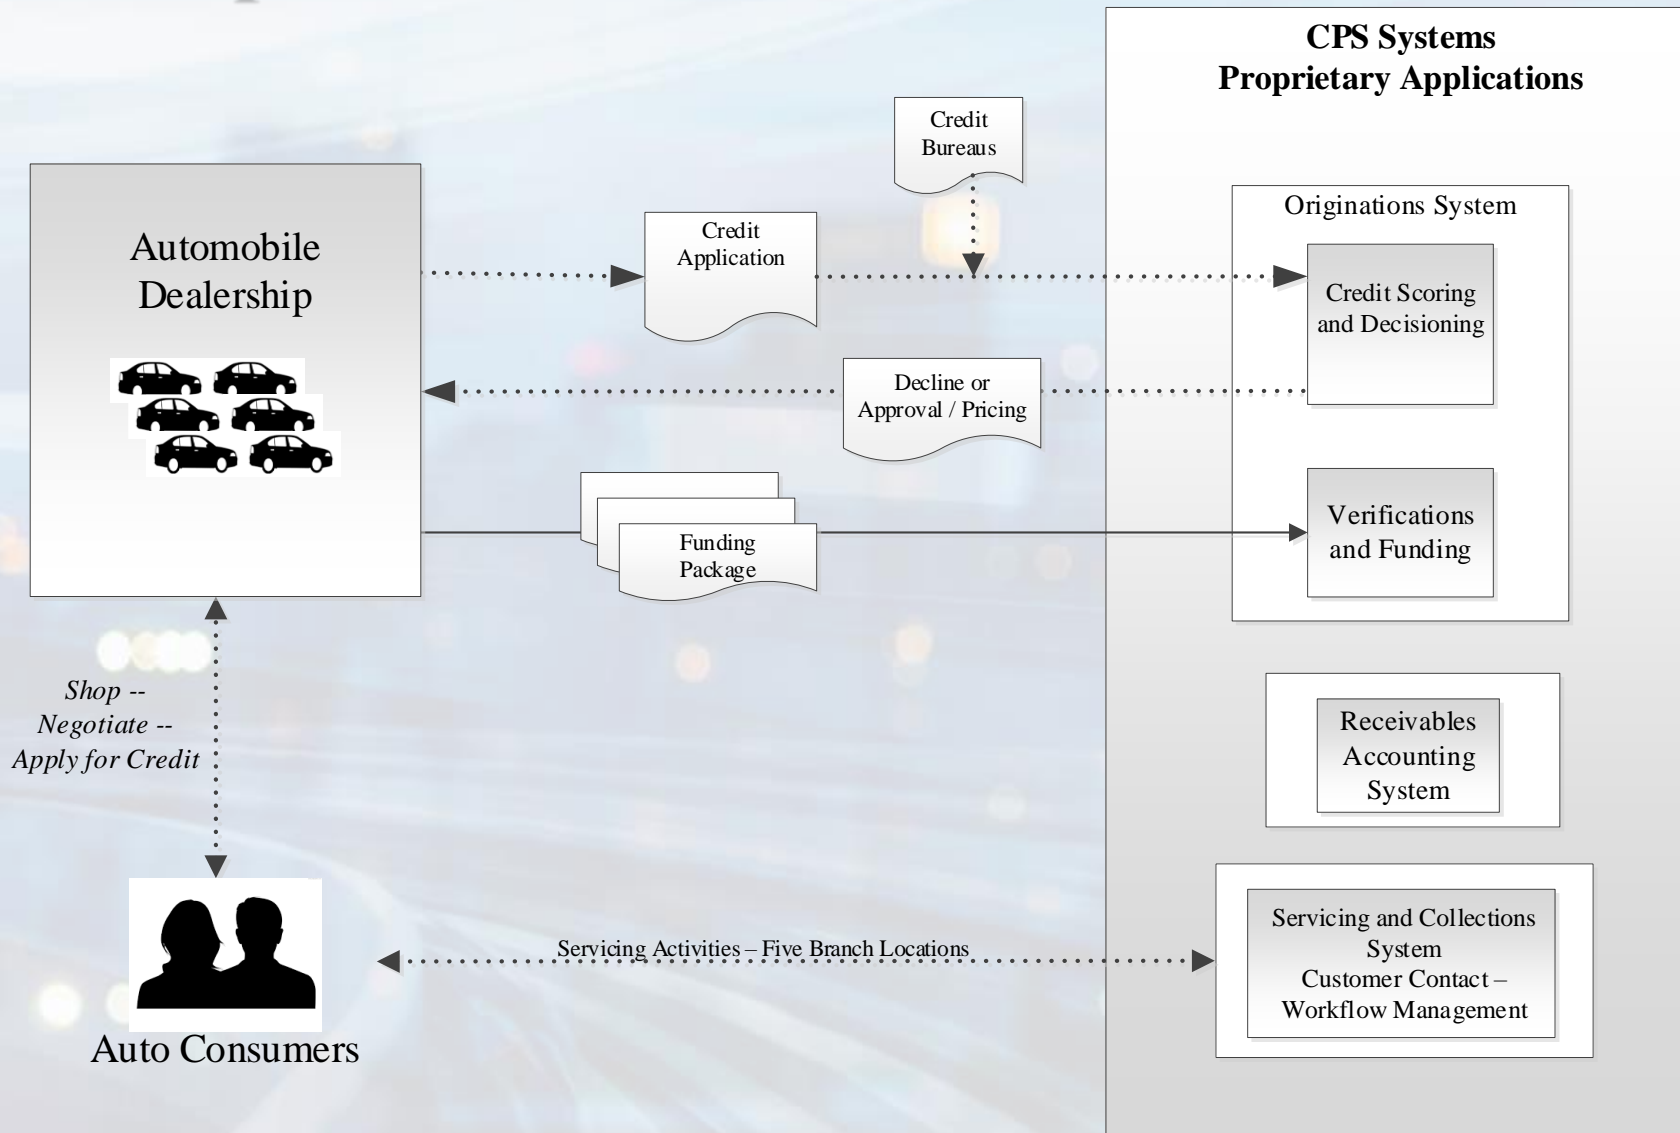 CPS Systems
Proprietary Applications
Credit
Bureaus
Originations System
Credit
Application
Automobile
Dealership
Credit Scoring
and Decisioning
Decline or
Approval / Pricing
Verifications
and Funding
Funding
Package
Shop --
Negotiate --
Apply for Credit
Receivables
Accounting
System
Servicing Activities – Five Branch Locations
Servicing and Collections
System
Customer Contact –
Workflow Management
Auto Consumers